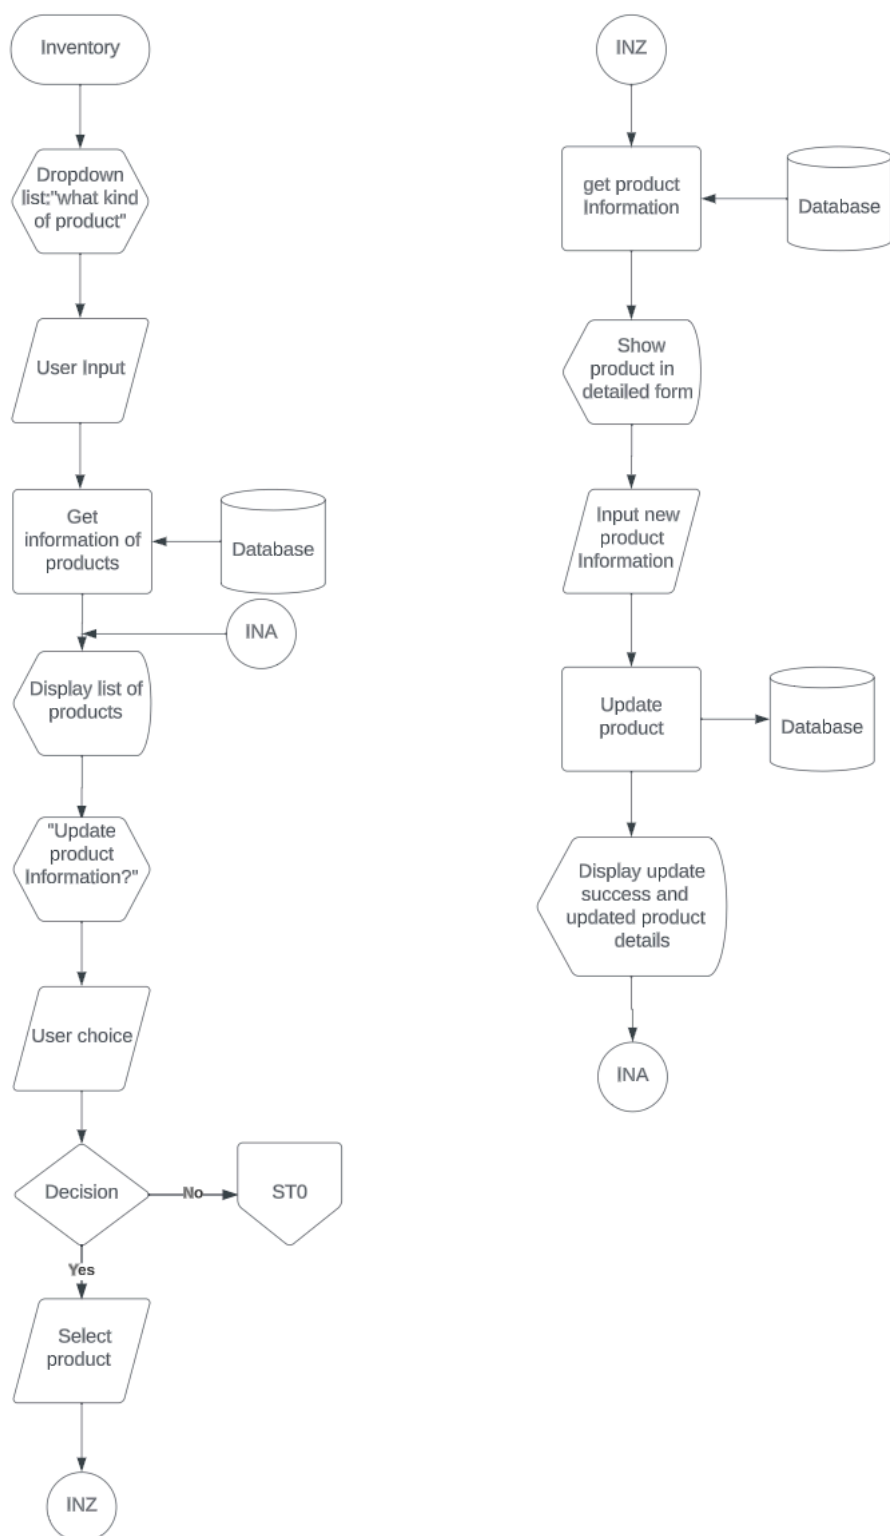 Inventory
Dropdown
list:"what kind
of product"
User Input
Get
information of
products
Database
INA
Display list of
products
"Update
product
Information?"
User choice
Decision
No
ST0
Yes
Select
product
INZ
INZ
get product
Information
Database
Show
product in
detailed form
Input new
product
Information
Update
product
Database
Display update
success and
updated product
details
INA